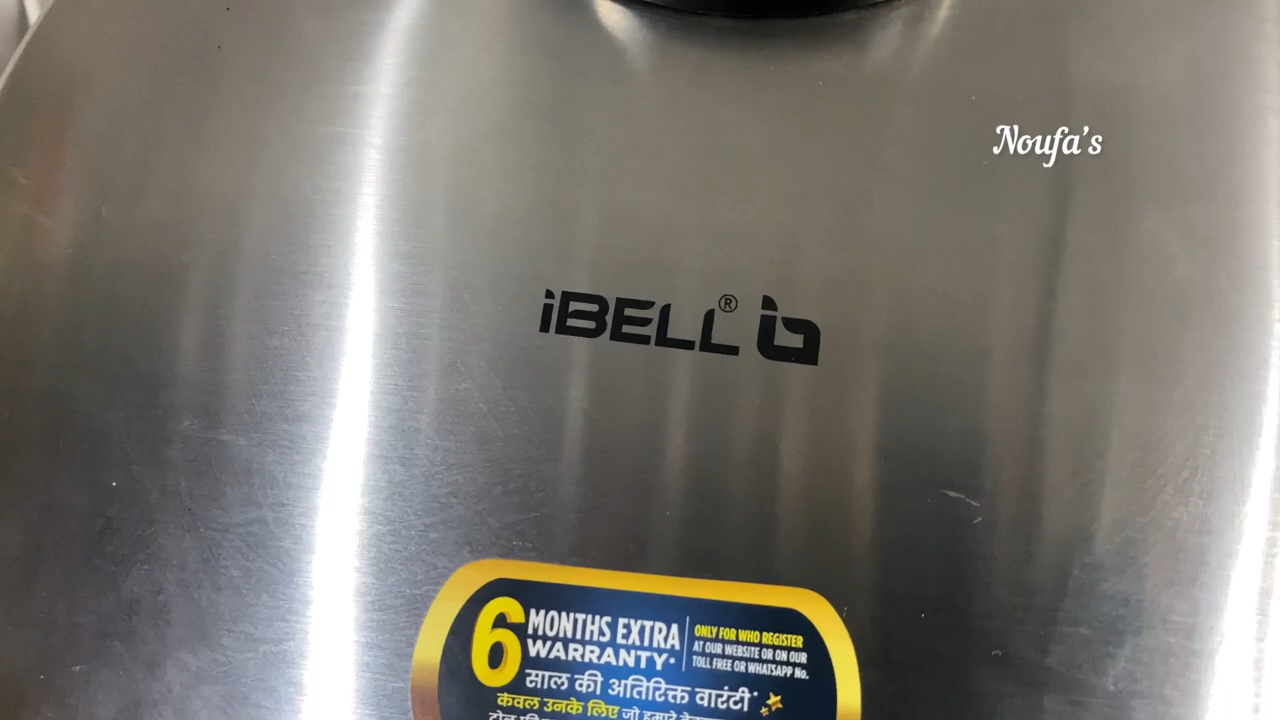 Noufa's
iBELL®
6 MONTHS EXTRA
WARRANTY*
ONLY FOR WHO REGISTER
AT OUR WEBSITE OR ON OUR
TOLL FREE OR WHATSAPP No.
साल की अतिरिक्त वारंटी*
केवल उनके लिए जो हमारे